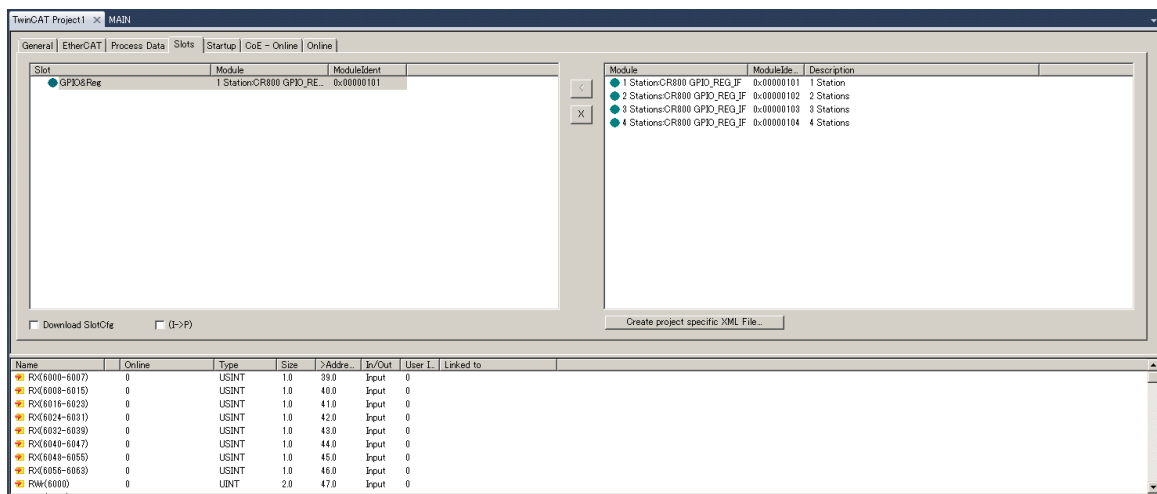 TwinCAT Project1 × MAIN
General EtherCAT Process Data Slots Startup CoE - Online Online
Slot Module ModuleIdent
GPIO&Reg 1 Station:CR800 GPIO_RE... 0x00000101
Module ModuleIde... Description
1 Station:CR800 GPIO_REG_IF 0x00000101 1 Station
2 Stations:CR800 GPIO_REG_IF 0x00000102 2 Stations
3 Stations:CR800 GPIO_REG_IF 0x00000103 3 Stations
4 Stations:CR800 GPIO_REG_IF 0x00000104 4 Stations
<
X
Download SlotCfg (I->P)
Create project specific XML File...
Name Online Type Size >Addre... In/Out User I... Linked to
RX(6000-6007) 0 USINT 1.0 39.0 Input 0
RX(6008-6015) 0 USINT 1.0 40.0 Input 0
RX(6016-6023) 0 USINT 1.0 41.0 Input 0
RX(6024-6031) 0 USINT 1.0 42.0 Input 0
RX(6032-6039) 0 USINT 1.0 43.0 Input 0
RX(6040-6047) 0 USINT 1.0 44.0 Input 0
RX(6048-6055) 0 USINT 1.0 45.0 Input 0
RX(6056-6063) 0 USINT 1.0 46.0 Input 0
RWr(6000) 0 UINT 2.0 47.0 Input 0